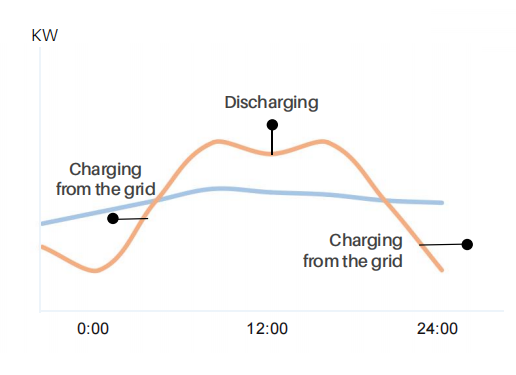 KW
Discharging
Charging
from the grid
Charging
from the grid
0:00
12:00
24:00